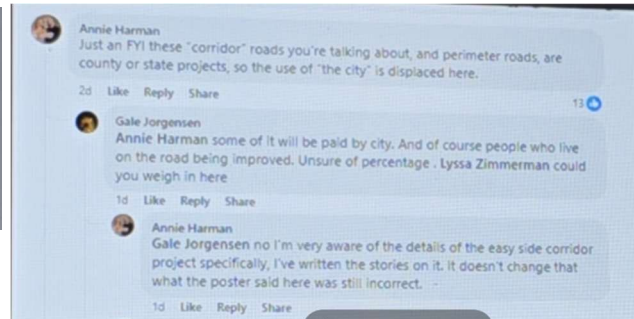 Annie Harman
Just an FYI these "corridor" roads you're talking about, and perimeter roads, are
county or state projects, so the use of "the city" is displaced here.
2d Like Reply Share
13
Gale Jorgensen
Annie Harman some of it will be paid by city. And of course people who live
on the road being improved. Unsure of percentage . Lyssa Zimmerman could
you weigh in here
1d Like Reply Share
Annie Harman
Gale Jorgensen no I'm very aware of the details of the easy side corridor
project specifically, I've written the stories on it. It doesn't change that
what the poster said here was still incorrect.
1d Like Reply Share